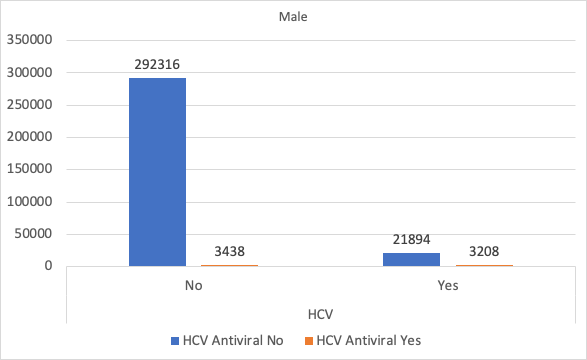 Male
350000
300000
250000
200000
150000
100000
50000
0
292316
3438
21894
3208
No
Yes
HCV
HCV Antiviral No
HCV Antiviral Yes